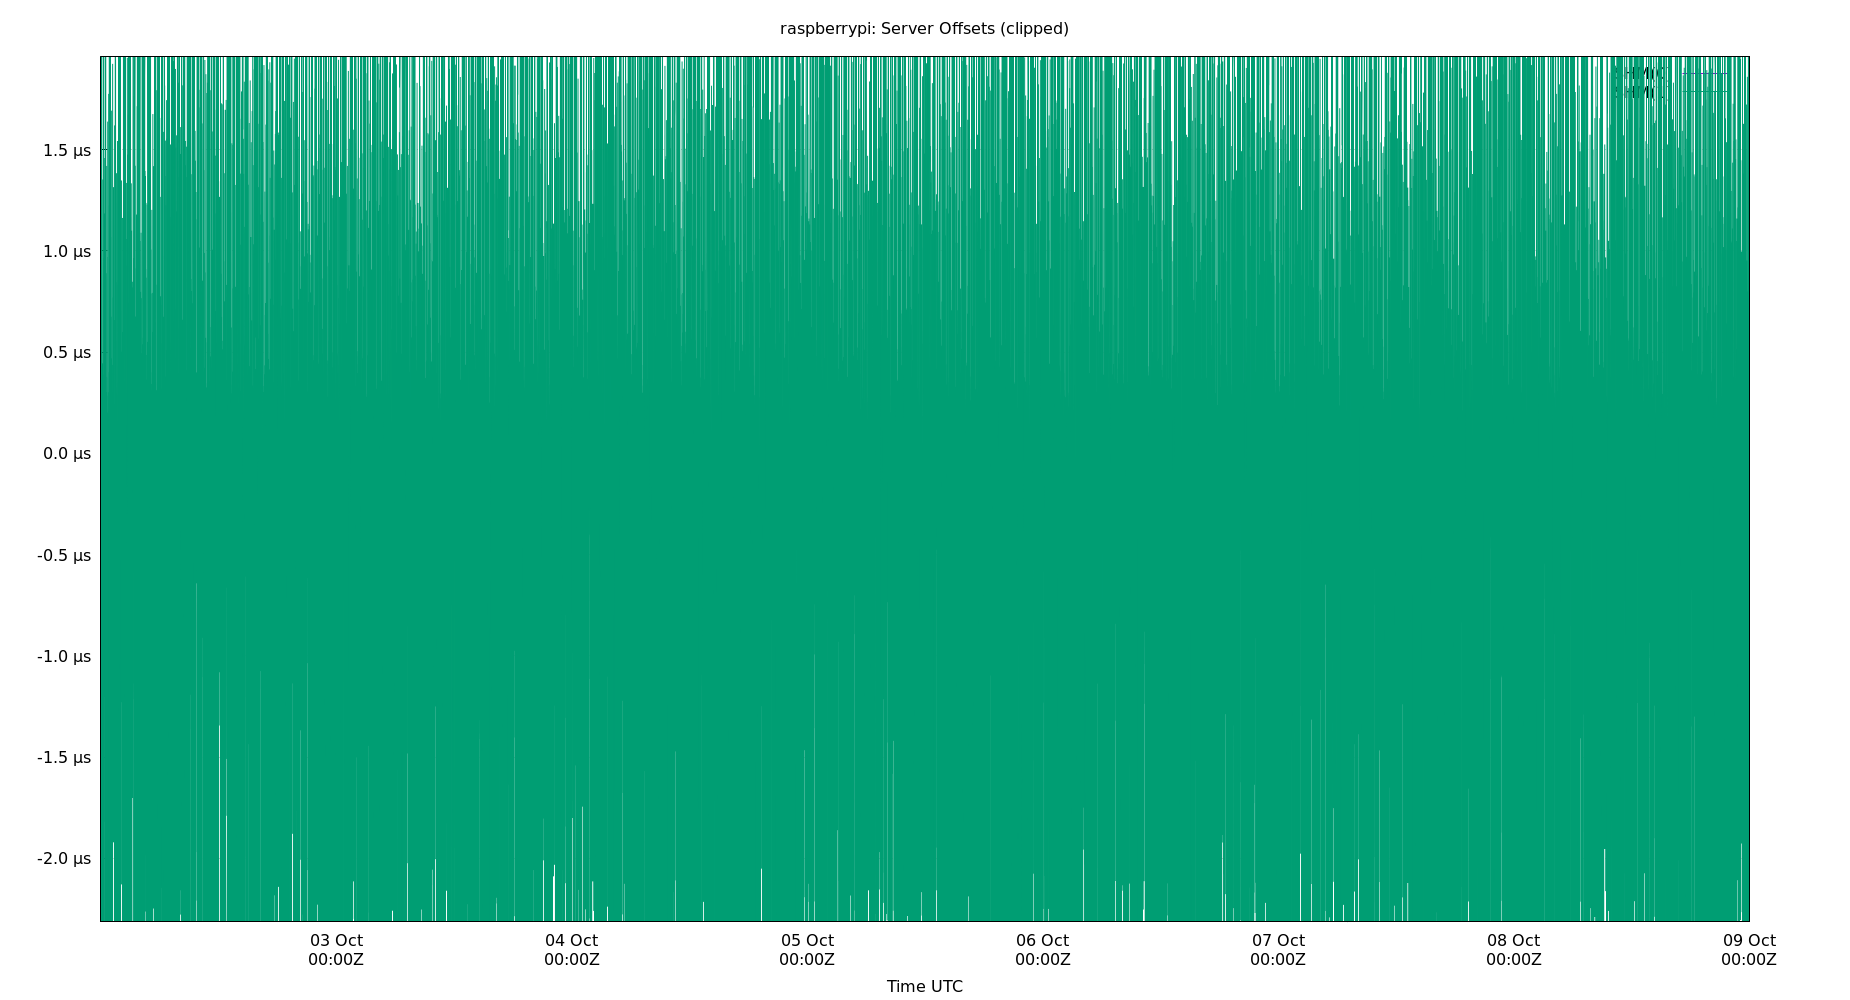 raspberrypi: Server Offsets (clipped)
1.5 µs
1.0 µs
0.5 µs
0.0 µs
-0.5 µs
-1.0 µs
-1.5 µs
-2.0 µs
03 Oct 04 Oct 05 Oct 06 Oct 07 Oct 08 Oct 09 Oct
00:00Z 00:00Z 00:00Z 00:00Z 00:00Z 00:00Z 00:00Z
Time UTC